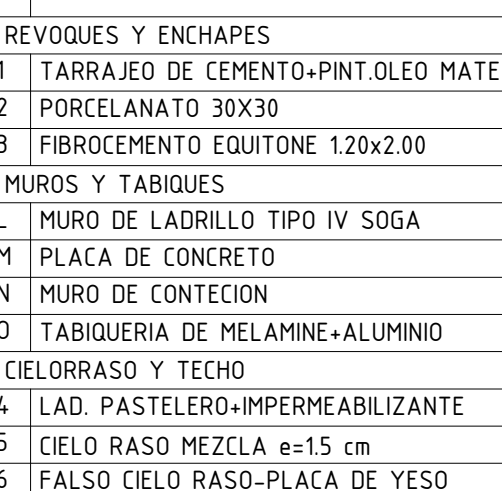 REVOQUES Y ENCHAPES
1 TARRAJEO DE CEMENTO+PINT.OLEO MATE
2 PORCELANATO 30X30
3 FIBROCEMENTO EQUITONE 1.20x2.00
MUROS Y TABIQUES
L MURO DE LADRILLO TIPO IV SOGA
M PLACA DE CONCRETO
N MURO DE CONTECION
O TABIQUERIA DE MELAMINE+ALUMINIO
CIELORRASO Y TECHO
4 LAD. PASTELERO+IMPERMEABILIZANTE
5 CIELO RASO MEZCLA e=1.5 cm
6 FALSO CIELO RASO-PLACA DE YESO